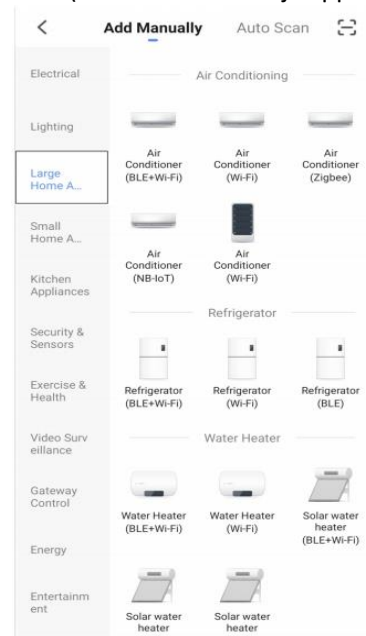 Add Manually
Auto Scan
Electrical
Lighting
Large
Home A...
Small
Home A...
Kitchen
Appliances
Security &
Sensors
Exercise &
Health
Video Surv
eillance
Gateway
Control
Energy
Entertainm
ent
Air Conditioning
Air
Conditioner
(BLE+Wi-Fi)
Air
Conditioner
(Wi-Fi)
Air
Conditioner
(Zigbee)
Air
Conditioner
(NB-IoT)
Air
Conditioner
(Wi-Fi)
Refrigerator
Refrigerator
(BLE+Wi-Fi)
Refrigerator
(Wi-Fi)
Refrigerator
(BLE)
Water Heater
Water Heater
(BLE+Wi-Fi)
Water Heater
(Wi-Fi)
Solar water
heater
(BLE+Wi-Fi)
Solar water
heater
Solar water
heater